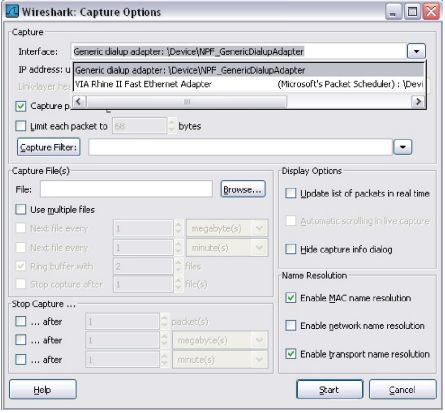 Wireshark: Capture Options
Capture
Interface: Generic dialup adapter: \Device\NPF_GenericDialupAdapter
IP address: u
Generic dialup adapter: \Device\NPF_GenericDialupAdapter
Link-layer he
VIA Rhine II Fast Ethernet Adapter (Microsoft's Packet Scheduler) : \Devi
Capture p
Limit each packet to 68 bytes
Capture Filter:
Capture File(s)
File: Browse...
Use multiple files
Next file every 1 megabyte(s)
Next file every 1 minute(s)
Ring buffer with 2 files
Stop capture after 1 file(s)
Display Options
Update list of packets in real time
Automatic scrolling in live capture
Hide capture info dialog
Stop Capture ...
... after 1 packet(s)
... after 1 megabyte(s)
... after 1 minute(s)
Name Resolution
Enable MAC name resolution
Enable network name resolution
Enable transport name resolution
Help Start Cancel